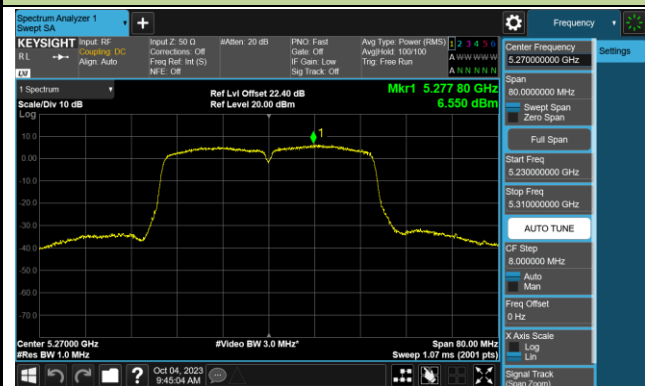 Spectrum Analyzer 1
Swept SA
+
Frequency
KEYSIGHT
RL
LXI
Input: RF
Coupling: DC
Align: Auto
Input Z: 50 Ω
Corrections: Off
Freq Ref: Int (S)
NFE: Off
#Atten: 20 dB
PNO: Fast
Gate: Off
IF Gain: Low
Sig Track: Off
Avg Type: Power (RMS)
Avg|Hold: 100/100
Trig: Free Run
1 2 3 4 5 6
A W W W W W
A N N N N N
1 Spectrum
Scale/Div 10 dB
Log
Ref Lvl Offset 22.40 dB
Ref Level 20.00 dBm
Mkr1 5.277 80 GHz
6.550 dBm
1
10.0
0.00
-10.0
-20.0
-30.0
-40.0
-50.0
-60.0
-70.0
Center 5.27000 GHz
#Res BW 1.0 MHz
#Video BW 3.0 MHz*
Span 80.00 MHz
Sweep 1.07 ms (2001 pts)
?
Oct 04, 2023
9:45:04 AM
Center Frequency
5.270000000 GHz
Span
80.0000000 MHz
Swept Span
Zero Span
Full Span
Start Freq
5.230000000 GHz
Stop Freq
5.310000000 GHz
AUTO TUNE
CF Step
8.000000 MHz
Auto
Man
Freq Offset
0 Hz
X Axis Scale
Log
Lin
Signal Track
(Span Zoom)
Settings